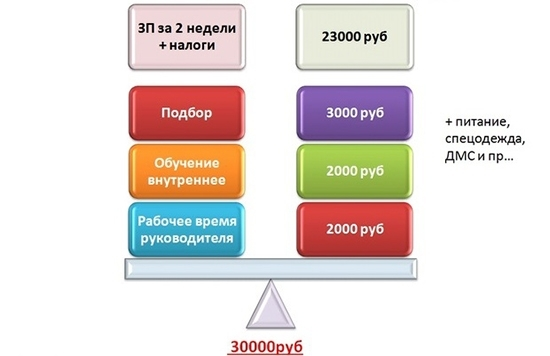 ЗП за 2 недели
+ налоги
23000 руб
Подбор
3000 руб
+ питание,
спецодежда,
ДМС и пр...
Обучение
внутреннее
2000 руб
Рабочее время
руководителя
2000 руб
30000руб